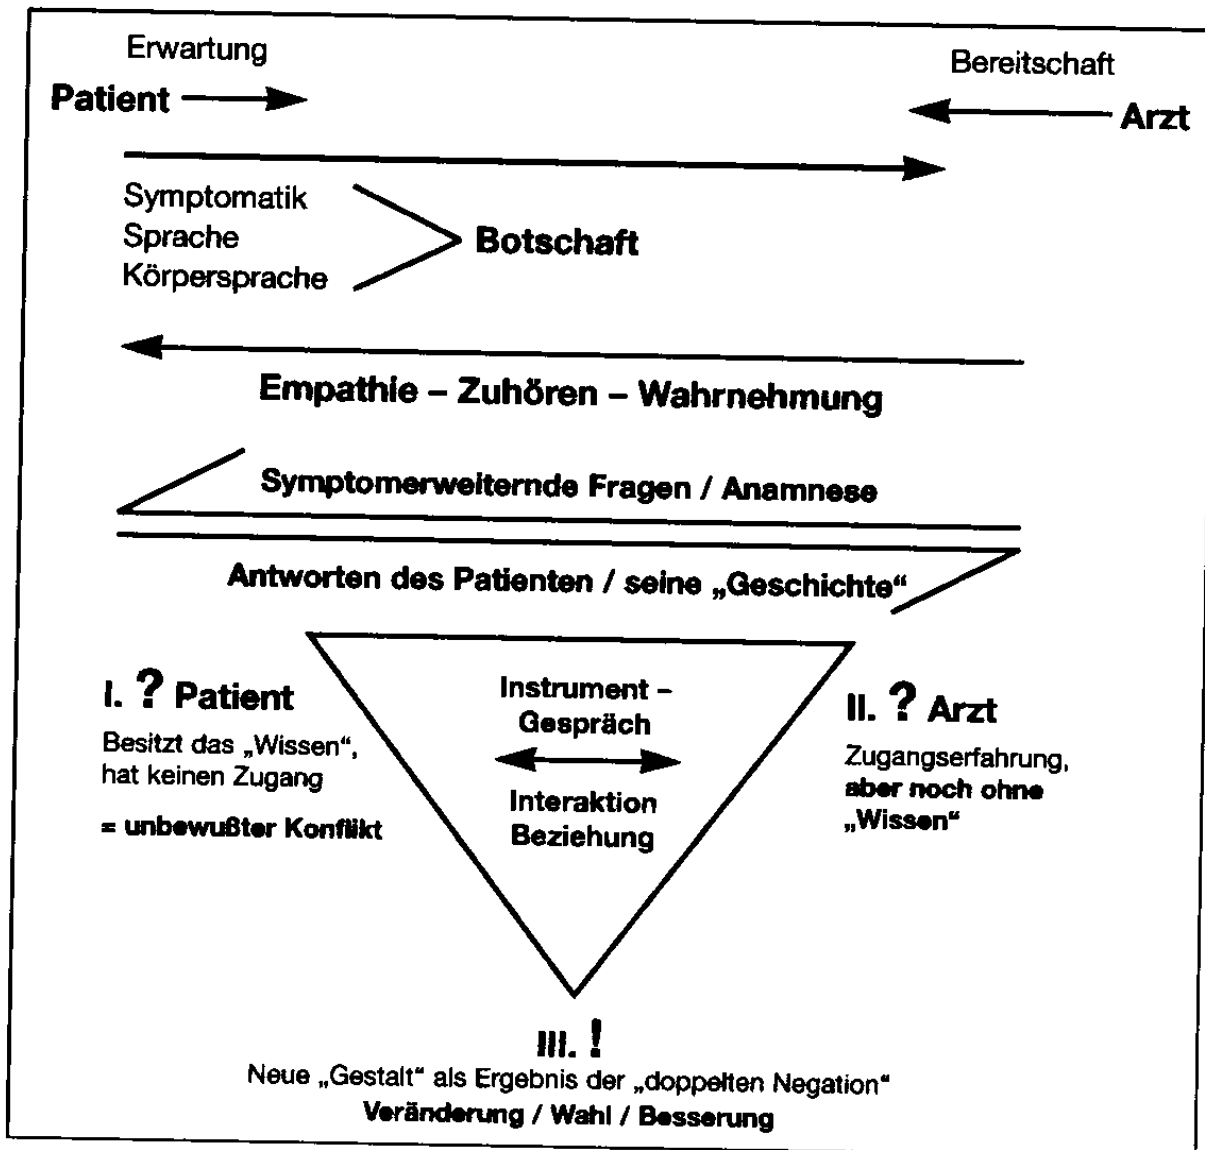 Erwartung
Bereitschaft
Patient
Arzt
Symptomatik
Sprache
Körpersprache
Botschaft
Empathie – Zuhören – Wahrnehmung
Symptomerweiternde Fragen / Anamnese
Antworten des Patienten / seine „Geschichte“
I. ? Patient
Besitzt das „Wissen“,
hat keinen Zugang
= unbewußter Konflikt
Instrument –
Gespräch
Interaktion
Beziehung
II. ? Arzt
Zugangserfahrung,
aber noch ohne
„Wissen“
III. !
Neue „Gestalt“ als Ergebnis der „doppelten Negation“
Veränderung / Wahl / Besserung